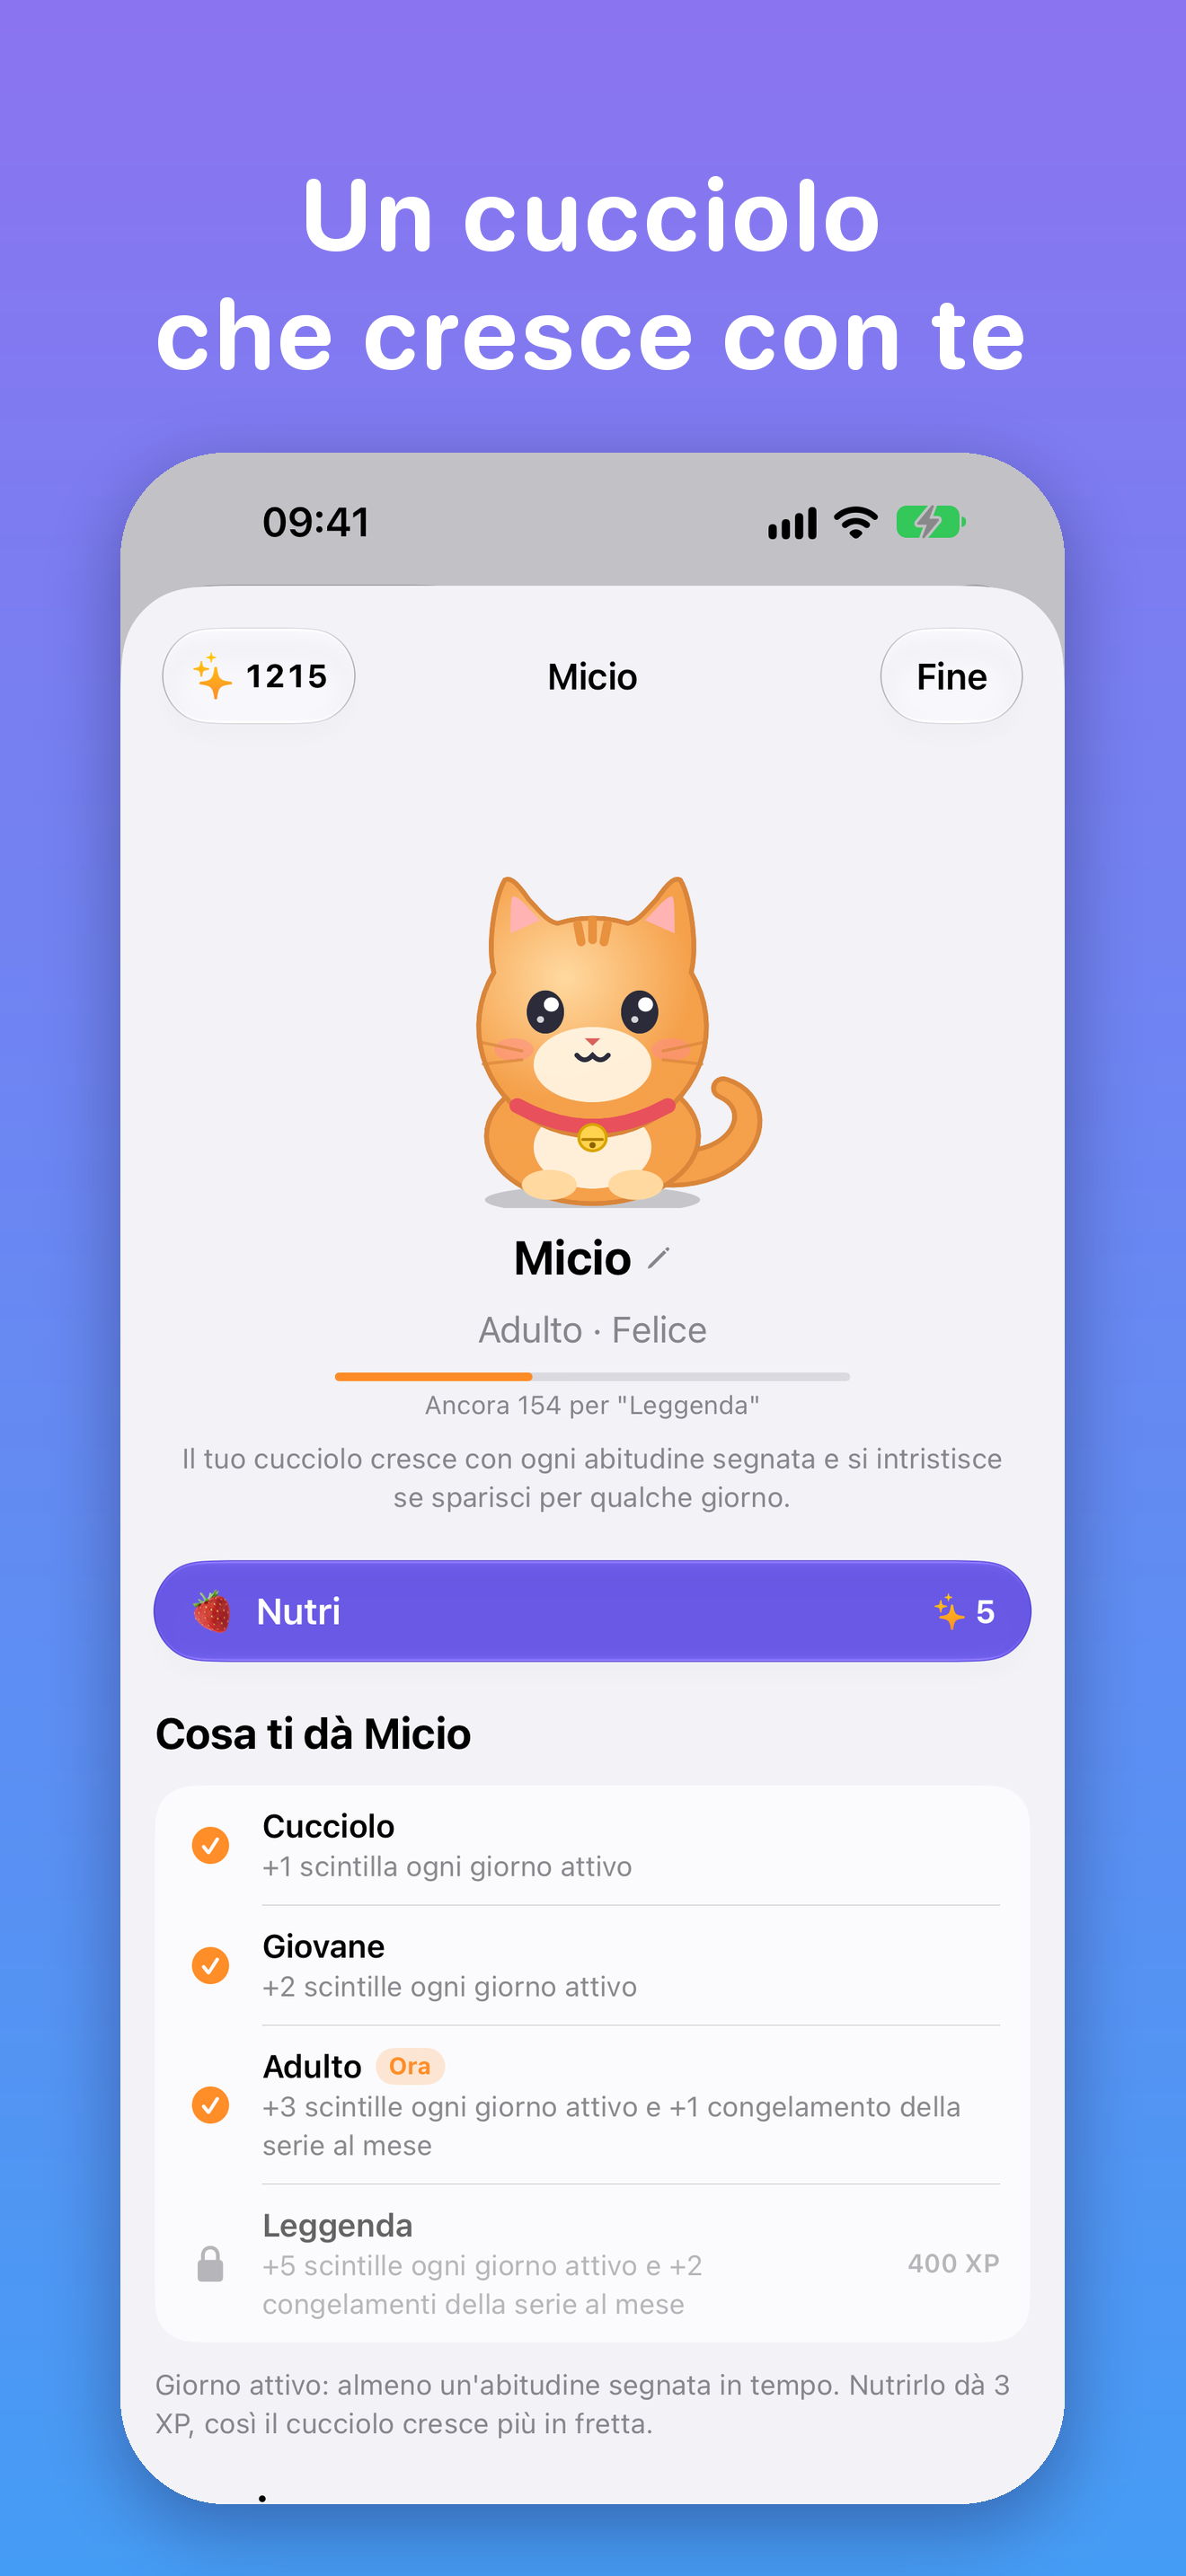 Un cucciolo
che cresce con te
09:41
1215
Micio
Fine
Micio
Adulto · Felice
Ancora 154 per "Leggenda"
Il tuo cucciolo cresce con ogni abitudine segnata e si intristisce
se sparisci per qualche giorno.
Nutri
5
Cosa ti dà Micio
Cucciolo
+1 scintilla ogni giorno attivo
Giovane
+2 scintille ogni giorno attivo
Adulto Ora
+3 scintille ogni giorno attivo e +1 congelamento della
serie al mese
Leggenda
+5 scintille ogni giorno attivo e +2
congelamenti della serie al mese
400 XP
Giorno attivo: almeno un'abitudine segnata in tempo. Nutrirlo dà 3
XP, così il cucciolo cresce più in fretta.